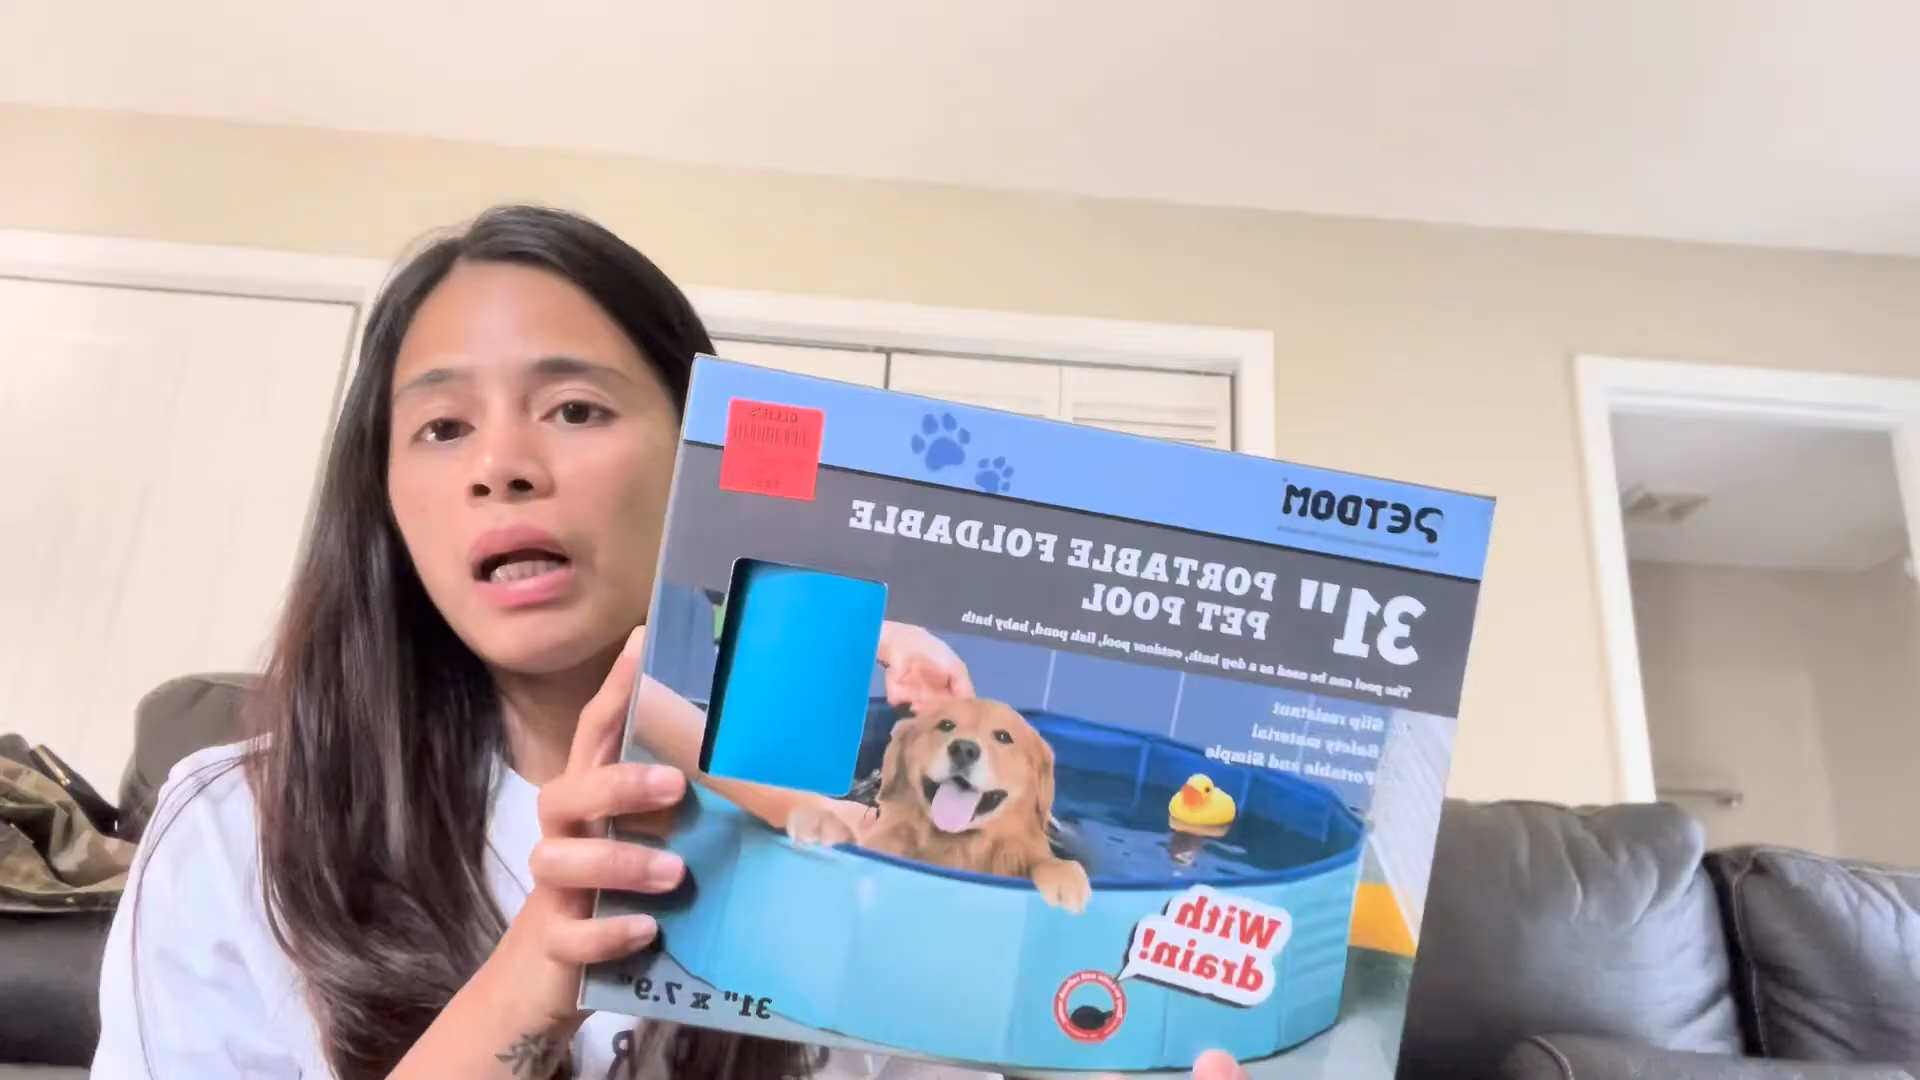 OLLIE'S
PETDOM
31" PORTABLE FOLDABLE
PET POOL
The pool can be used as a dog bath, outdoor pool, fish pond, baby bath
Slip resistant
Safety material
Portable and Simple
With
drain!
31" x 7.9"